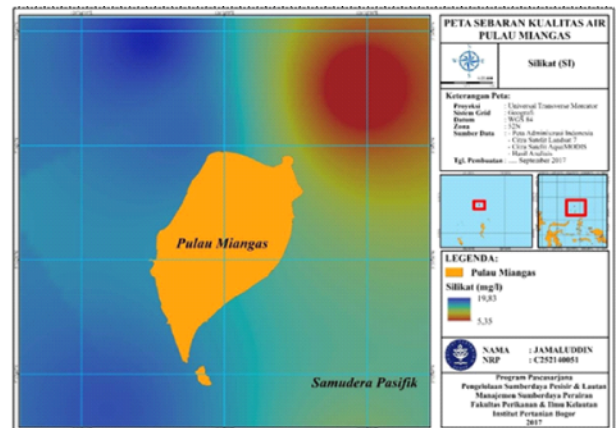 PETA SEBARAN KUALITAS AIR
PULAU MIANGAS
Silikat (SI)
Keterangan Peta:
Proyeksi : Universal Transverse Mercator
Sistem Grid : Geografi
Datum : WGS 84
Zona : 52N
Sumber Data : - Peta Administrasi Indonesia
- Citra Satelit Landsat 7
- Citra Satelit Aqua MODIS
- Hasil Analisis
Tgl. Pembuatan : .... September 2017
Pulau Miangas
Samudera Pasifik
LEGENDA:
Pulau Miangas
Silikat (mg/l)
19,83
5,35
NAMA : JAMALUDDIN
NRP : C252140051
Program Pascasarjana
Pengelolaan Sumberdaya Pesisir & Lautan
Manajemen Sumberdaya Perairan
Fakultas Perikanan & Ilmu Kelautan
Institut Pertanian Bogor
2017